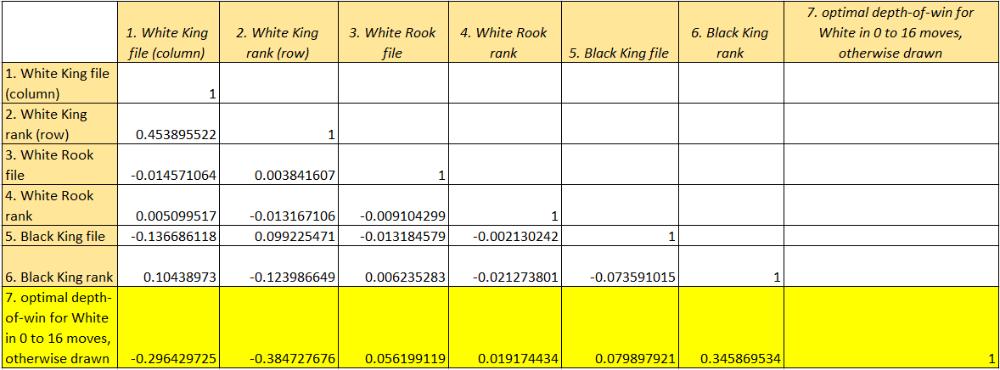 7. optimal depth-of-win for
1. White King 2. White King 3. White Rook 4. White Rook 6. Black King White in 0 to 16 moves,
file (column) rank (row) file rank 5. Black King file rank otherwise drawn
1. White King file
(column) 1
2. White King
rank (row) 0.453895522 1
3. White Rook
file -0.014571064 0.003841607 1
4. White Rook
rank 0.005099517 -0.013167106 -0.009104299 1
5. Black King file -0.136686118 0.099225471 -0.013184579 -0.002130242 1
6. Black King rank 0.10438973 -0.123986649 0.006235283 -0.021273801 -0.073591015 1
7. optimal depth-
of-win for White
in 0 to 16 moves,
otherwise drawn -0.296429725 -0.384727676 0.056199119 0.019174434 0.079897921 0.345869534 1